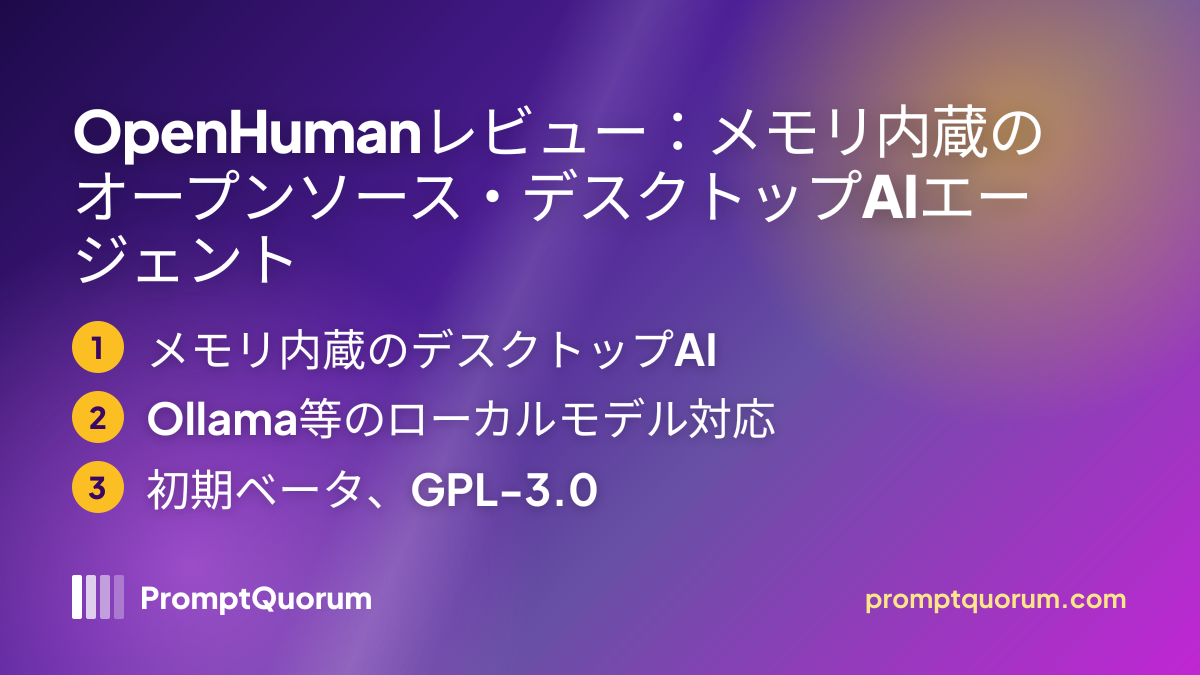 OpenHumanレビュー：メモリ内蔵の
オープンソース・デスクトップAIエー
ジェント
1 メモリ内蔵のデスクトップAI
2 Ollama等のローカルモデル対応
3 初期ベータ、GPL-3.0
PromptQuorum
promptquorum.com